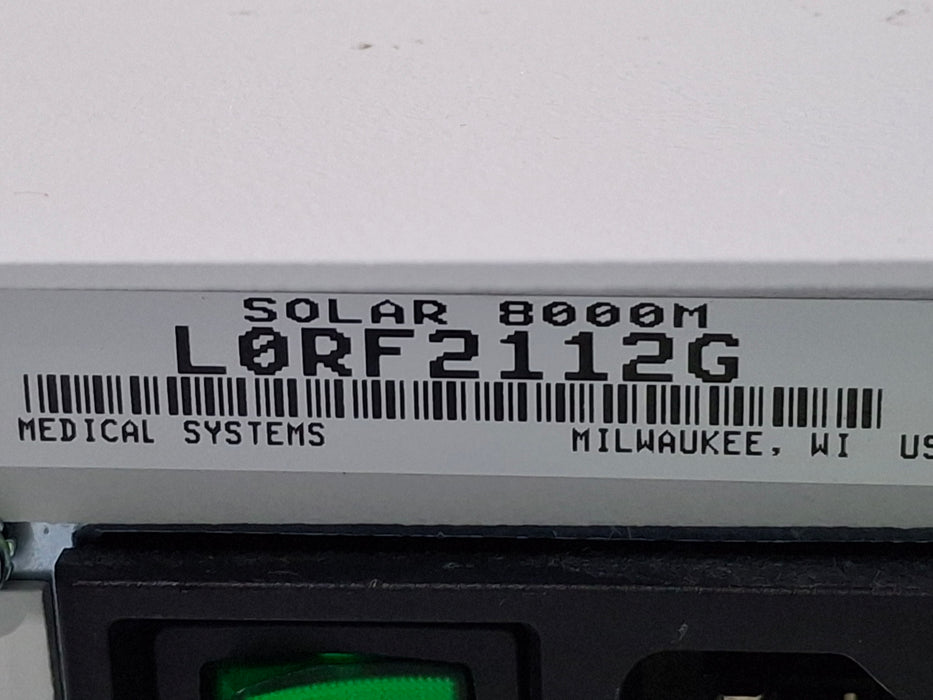 SOLAR 8000M
L0RF2112G
MEDICAL SYSTEMS MILWAUKEE, WI US